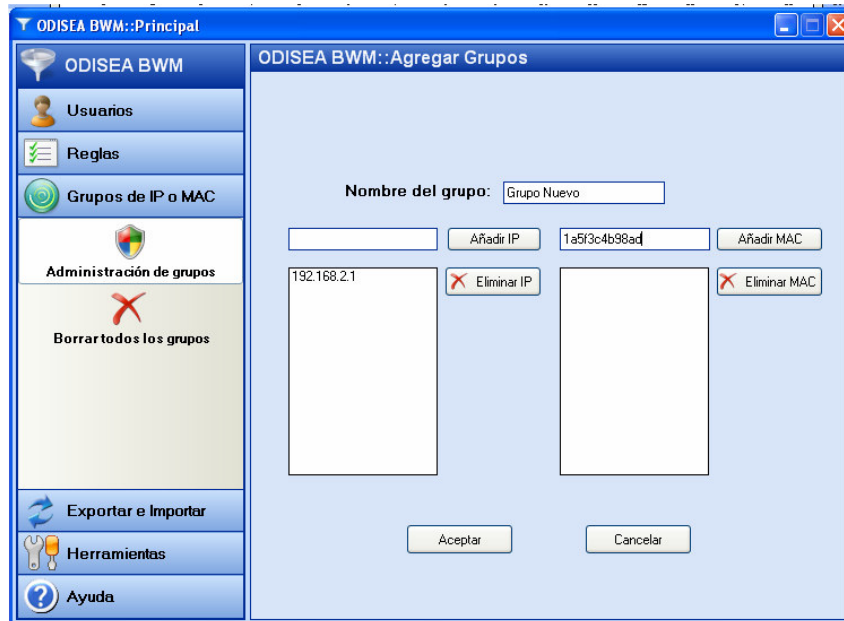 ODISEA BWM::Principal
ODISEA BWM
Usuarios
Reglas
Grupos de IP o MAC
Administración de grupos
Borrar todos los grupos
Exportar e Importar
Herramientas
Ayuda
ODISEA BWM::Agregar Grupos
Nombre del grupo: Grupo Nuevo
Añadir IP 1a5f3c4b98ad Añadir MAC
192.168.2.1 Eliminar IP Eliminar MAC
Aceptar Cancelar